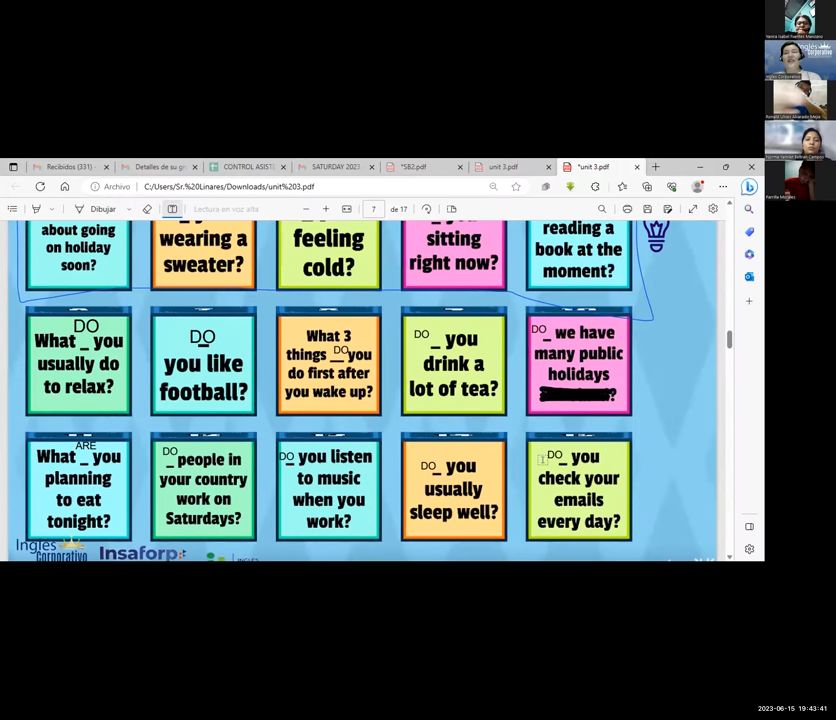 Recibidos (331) -
Detalles de su gr
CONTROL ASIST
SATURDAY 2023
*SB2.pdf
unit 3.pdf
*unit 3.pdf
Archivo
C:/Users/Sr.%20Linares/Downloads/unit%203.pdf
Dibujar
Lectura en voz alta
7
de 17
about going
on holiday
soon?
wearing a
sweater?
feeling
cold?
sitting
right now?
reading a
book at the
moment?
DO
What _ you
usually do
to relax?
DO
_
you like
football?
What 3
things DO __ you
do first after
you wake up?
DO _ you
drink a
lot of tea?
DO _ we have
many public
holidays
?
ARE
What _ you
planning
to eat
tonight?
DO
_ people in
your country
work on
Saturdays?
DO _ you listen
to music
when you
work?
DO _ you
usually
sleep well?
DO _ you
check your
emails
every day?
Ingles
Corporativo
Insaforp
Ingles Corporativo
2023-06-15 19:43:41